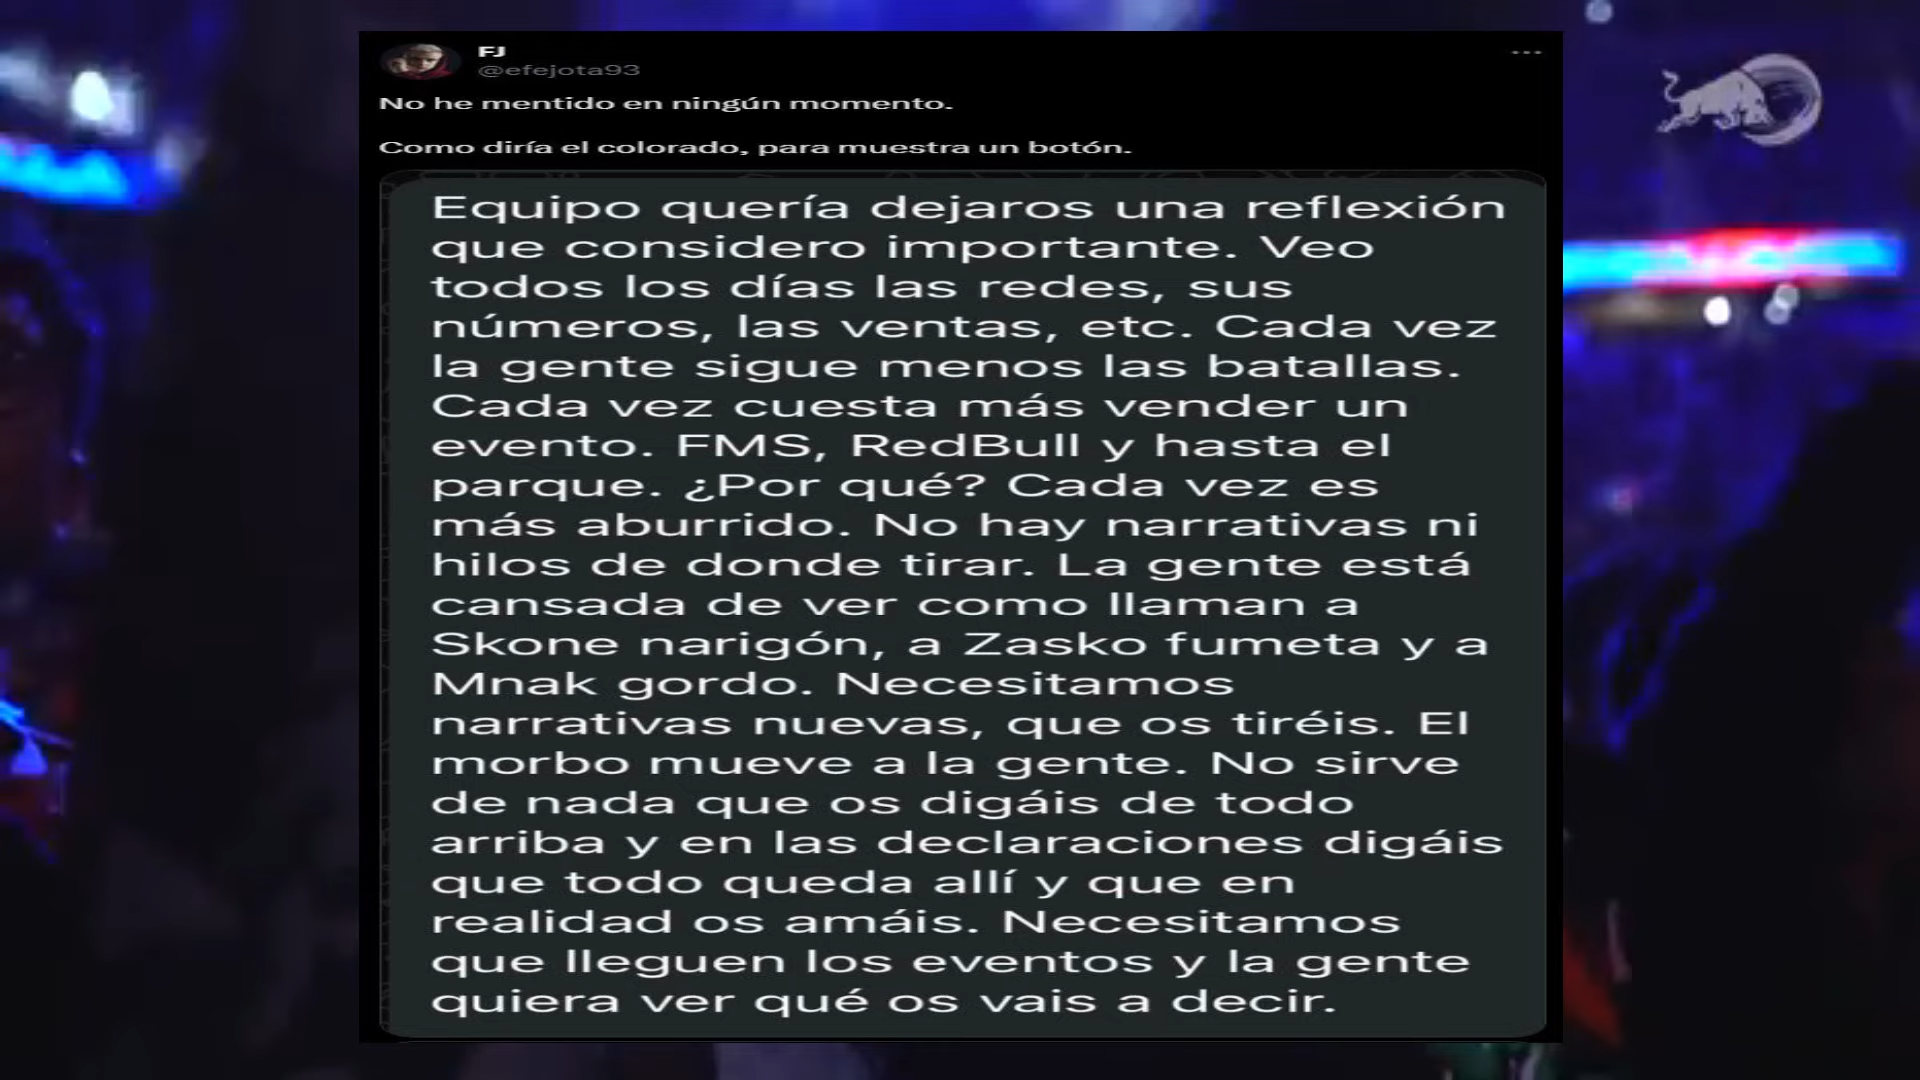 FJ
@efejota93
No he mentido en ningún momento.
Como diría el colorado, para muestra un botón.
Equipo quería dejaros una reflexión
que considero importante. Veo
todos los días las redes, sus
números, las ventas, etc. Cada vez
la gente sigue menos las batallas.
Cada vez cuesta más vender un
evento. FMS, RedBull y hasta el
parque. ¿Por qué? Cada vez es
más aburrido. No hay narrativas ni
hilos de donde tirar. La gente está
cansada de ver como llaman a
Skone narigón, a Zasko fumeta y a
Mnak gordo. Necesitamos
narrativas nuevas, que os tiréis. El
morbo mueve a la gente. No sirve
de nada que os digáis de todo
arriba y en las declaraciones digáis
que todo queda allí y que en
realidad os amáis. Necesitamos
que lleguen los eventos y la gente
quiera ver qué os vais a decir.